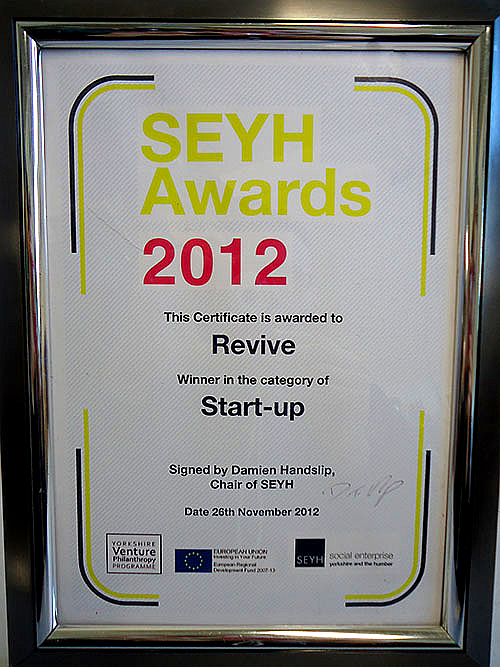 SEYH
Awards
2012
This Certificate is awarded to
Revive
Winner in the category of
Start-up
Signed by Damien Handslip,
Chair of SEYH
Date 26th November 2012
YORKSHIRE
Venture
Philanthropy
PROGRAMME
EUROPEAN UNION
Investing in Your Future
European Regional
Development Fund 2007-13
SEYH
social enterprise
yorkshire and the humber